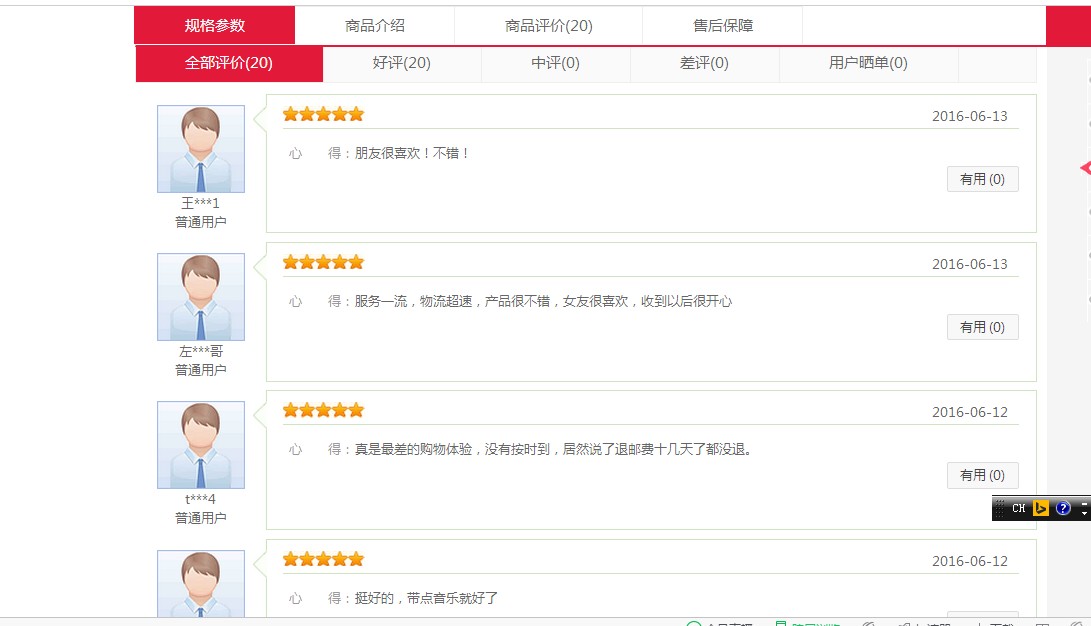 规格参数 商品介绍 商品评价(20) 售后保障
全部评价(20) 好评(20) 中评(0) 差评(0) 用户晒单(0)
2016-06-13
心 得：朋友很喜欢！不错！
有用 (0)
王***1
普通用户
2016-06-13
心 得：服务一流，物流超速，产品很不错，女友很喜欢，收到以后很开心
有用 (0)
左***哥
普通用户
2016-06-12
心 得：真是最差的购物体验，没有按时到，居然说了退邮费十几天了都没退。
有用 (0)
t***4
普通用户
CH
2016-06-12
心 得：挺好的，带点音乐就好了